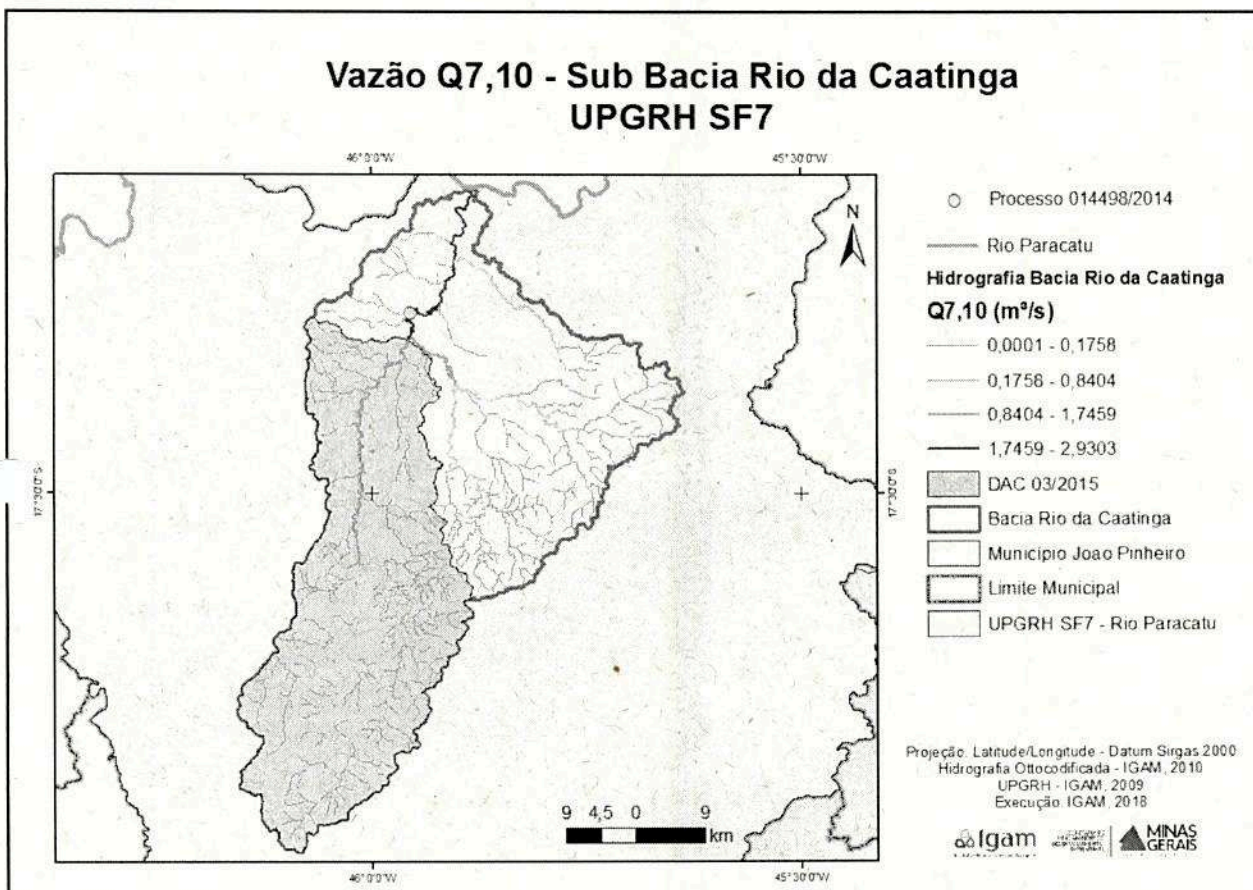 Vazão Q7,10 - Sub Bacia Rio da Caatinga
UPGRH SF7
46°0'0"W
45°30'0"W
N
17°30'0"S
17°30'0"S
9 4,5 0 9
km
46°0'0"W
45°30'0"W
Processo 014498/2014
Rio Paracatu
Hidrografia Bacia Rio da Caatinga
Q7,10 (m³/s)
0,0001 - 0,1758
0,1758 - 0,8404
0,8404 - 1,7459
1,7459 - 2,9303
DAC 03/2015
Bacia Rio da Caatinga
Município Joao Pinheiro
Limite Municipal
UPGRH SF7 - Rio Paracatu
Projeção: Latitude/Longitude - Datum Sirgas 2000
Hidrografia Ottocodificada - IGAM, 2010
UPGRH - IGAM, 2009
Execução: IGAM, 2018
Igam
MINAS
GERAIS